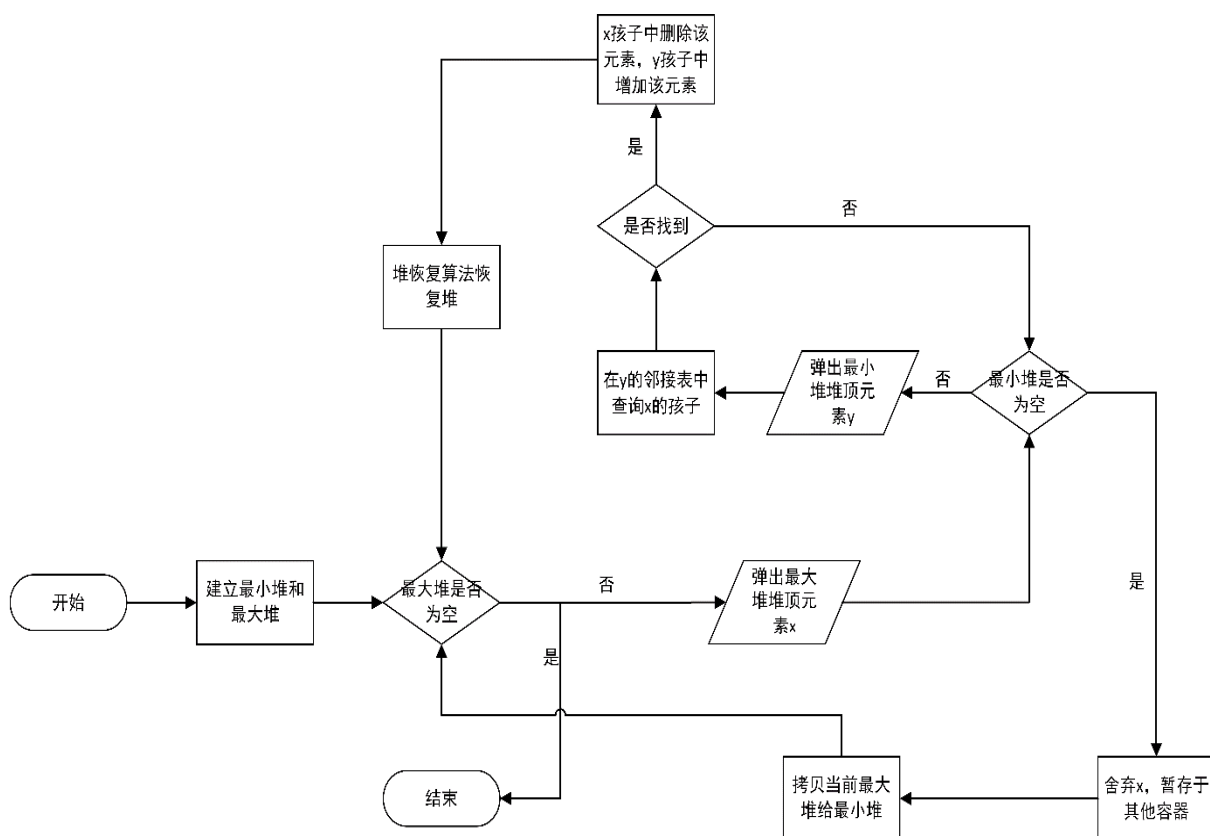 x孩子中删除该
元素，y孩子中
增加该元素
是
是否找到
否
堆恢复算法恢
复堆
在y的邻接表中
查询x的孩子
弹出最小
堆堆顶元
素y
否
最小堆是否
为空
是
开始
建立最小堆和
最大堆
最大堆是否
为空
否
是
弹出最大
堆堆顶元
素x
结束
拷贝当前最大
堆给最小堆
舍弃x，暂存于
其他容器